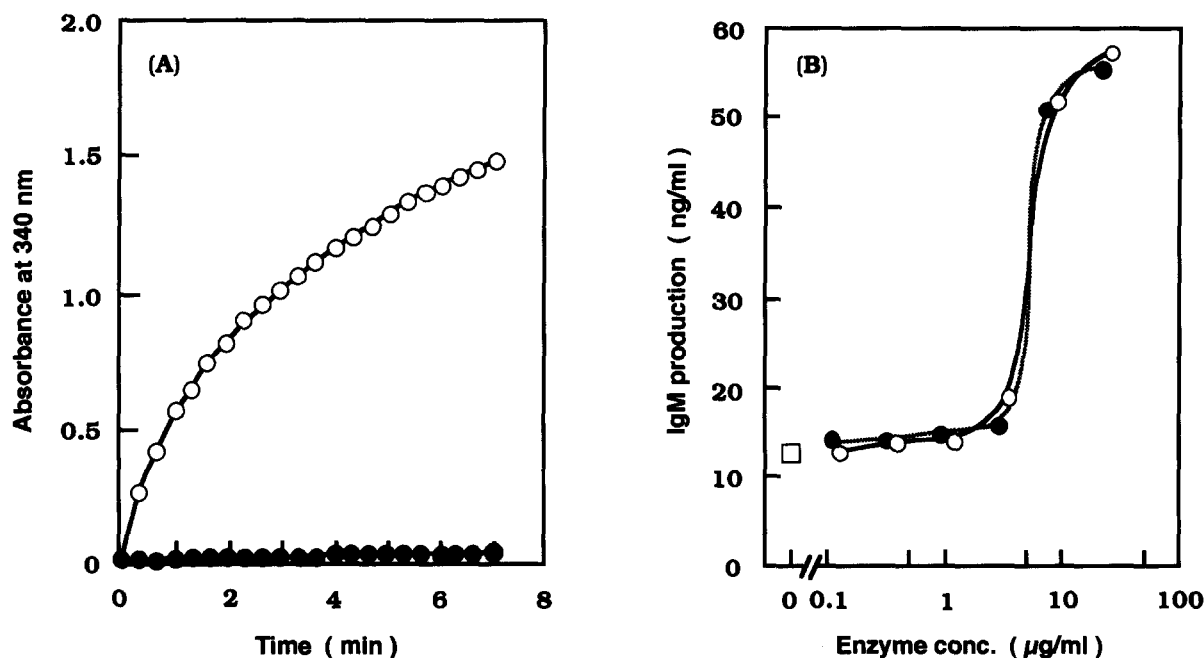 (A)
Absorbance at 340 nm
2.0
1.5
1.0
0.5
0
0 2 4 6 8
Time ( min )
(B)
IgM production ( ng/ml )
60
50
40
30
20
10
0
0 0.1 1 10 100
Enzyme conc. ( µg/ml )